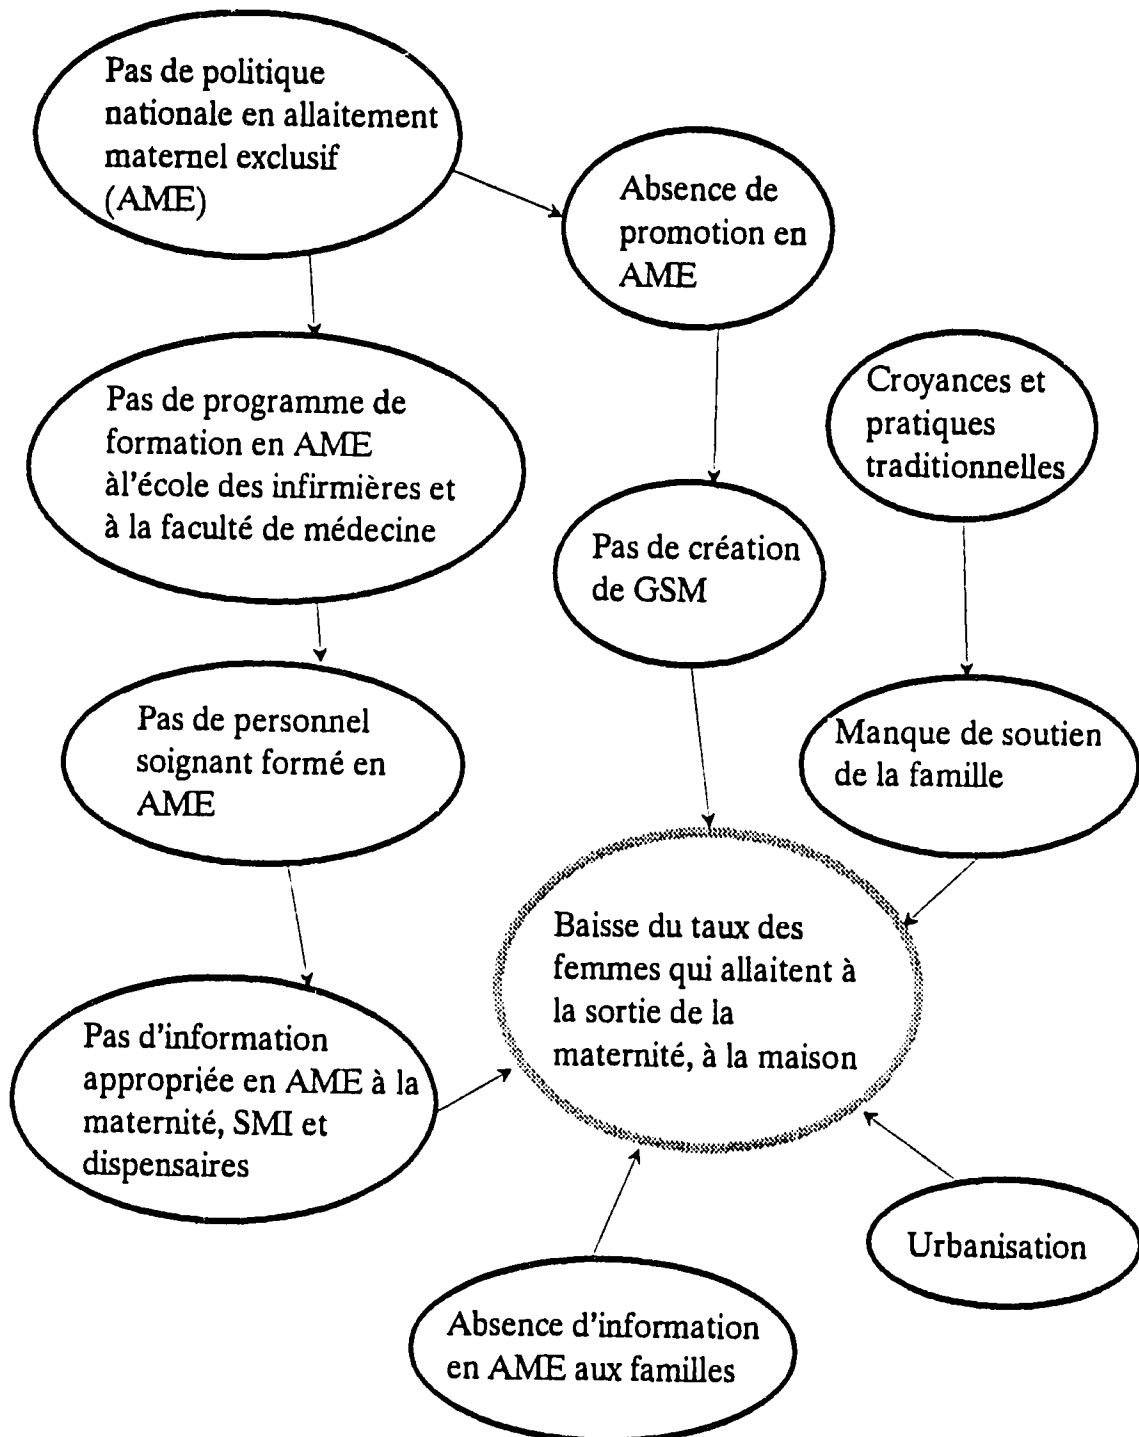 Pas de politique
nationale en allaitement
maternel exclusif
(AME)
Absence de
promotion en
AME
Pas de programme de
formation en AME
àl'école des infirmières et
à la faculté de médecine
Croyances et
pratiques
traditionnelles
Pas de création
de GSM
Pas de personnel
soignant formé en
AME
Manque de soutien
de la famille
Baisse du taux des
femmes qui allaitent à
la sortie de la
maternité, à la maison
Pas d'information
appropriée en AME à la
maternité, SMI et
dispensaires
Urbanisation
Absence d'information
en AME aux familles